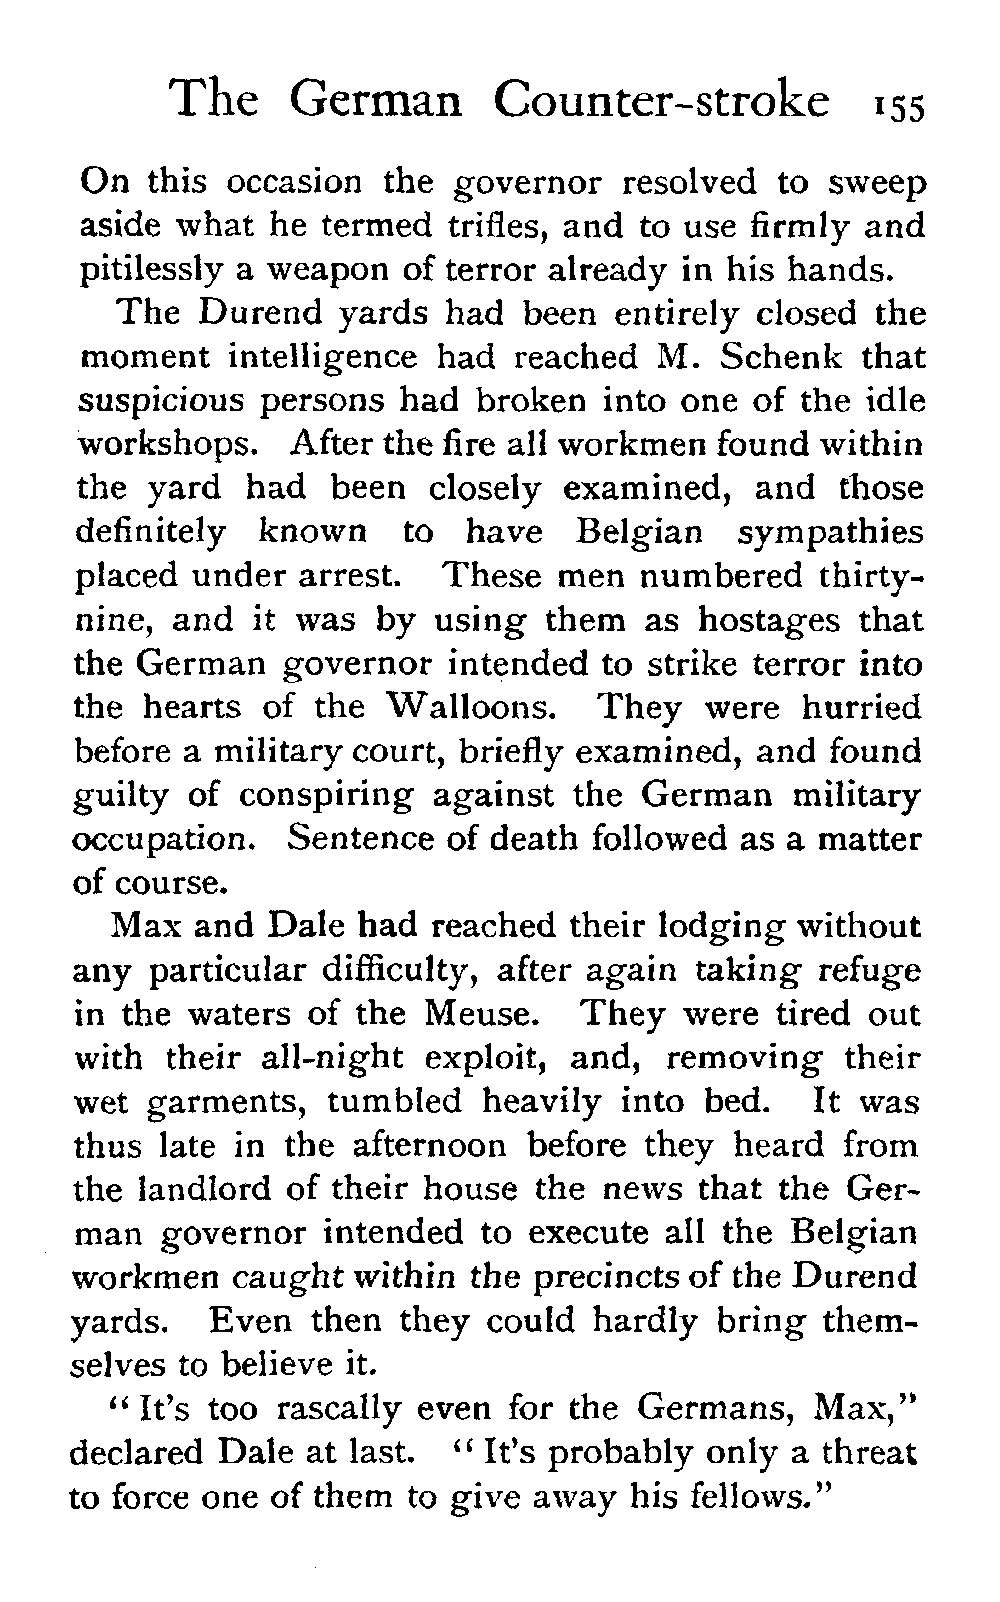 The German Counter-stroke 155
On this occasion the governor resolved to sweep
aside what he termed trifles, and to use firmly and
pitilessly a weapon of terror already in his hands.
The Durend yards had been entirely closed the
moment intelligence had reached M. Schenk that
suspicious persons had broken into one of the idle
workshops. After the fire all workmen found within
the yard had been closely examined, and those
definitely known to have Belgian sympathies
placed under arrest. These men numbered thirty-
nine, and it was by using them as hostages that
the German governor intended to strike terror into
the hearts of the Walloons. They were hurried
before a military court, briefly examined, and found
guilty of conspiring against the German military
occupation. Sentence of death followed as a matter
of course.
Max and Dale had reached their lodging without
any particular difficulty, after again taking refuge
in the waters of the Meuse. They were tired out
with their all-night exploit, and, removing their
wet garments, tumbled heavily into bed. It was
thus late in the afternoon before they heard from
the landlord of their house the news that the Ger-
man governor intended to execute all the Belgian
workmen caught within the precincts of the Durend
yards. Even then they could hardly bring them-
selves to believe it.
"It's too rascally even for the Germans, Max,"
declared Dale at last. "It's probably only a threat
to force one of them to give away his fellows."